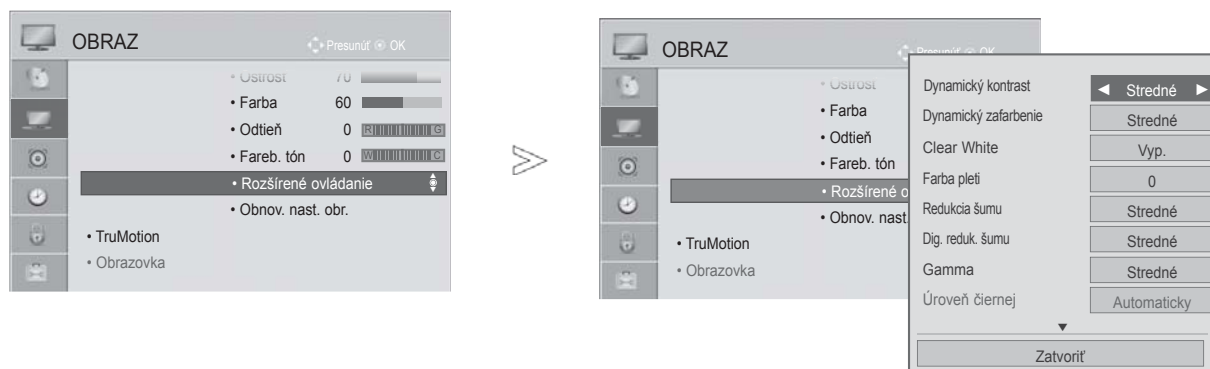 OBRAZ
Presunúť OK
• Ostrosť 70
• Farba 60
• Odtieň 0 R G
• Fareb. tón 0 W C
• Rozšírené ovládanie
• Obnov. nast. obr.
• TruMotion
• Obrazovka
OBRAZ
Presunúť OK
• Ostrosť
• Farba
• Odtieň
• Fareb. tón
• Rozšírené o
• Obnov. nast.
• TruMotion
• Obrazovka
Dynamický kontrast ◄ Stredné ►
Dynamický zafarbenie Stredné
Clear White Vyp.
Farba pleti 0
Redukcia šumu Stredné
Dig. reduk. šumu Stredné
Gamma Stredné
Úroveň čiernej Automaticky
▼
Zatvoriť